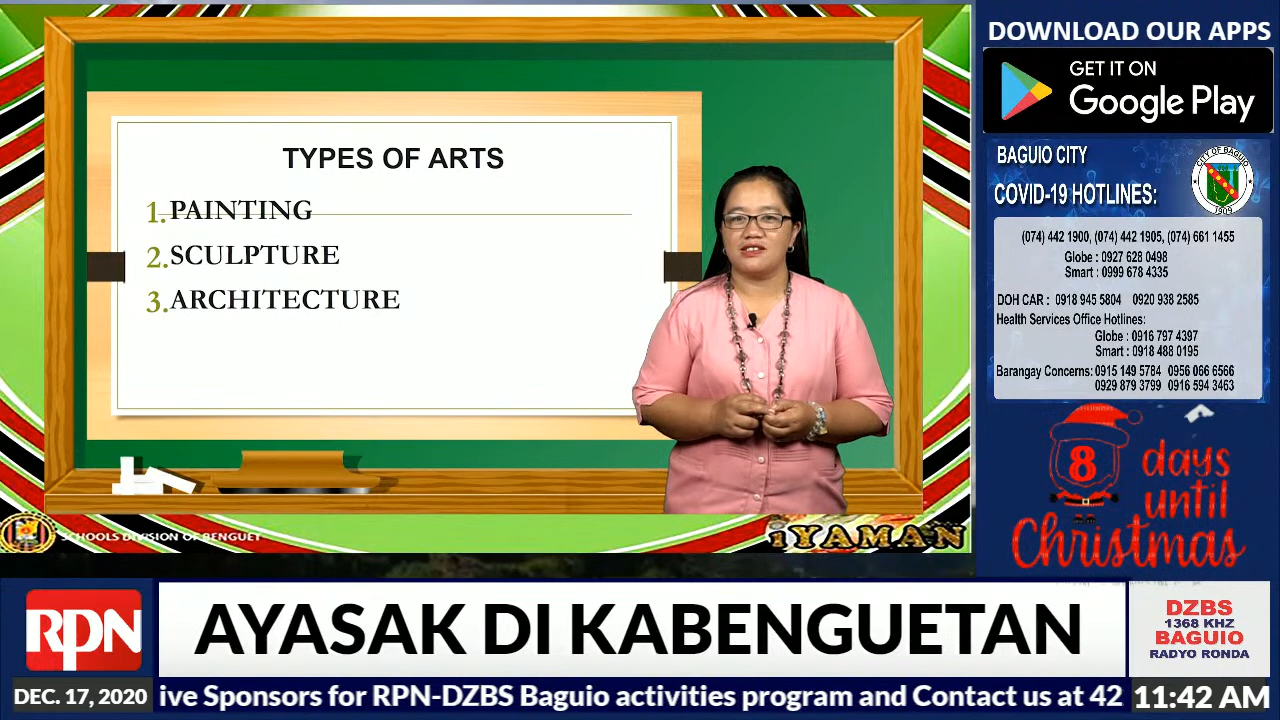 TYPES OF ARTS
1. PAINTING
2. SCULPTURE
3. ARCHITECTURE
SCHOOLS DIVISION OF BENGUET
iYAMAN
DOWNLOAD OUR APPS
GET IT ON
Google Play
BAGUIO CITY
COVID-19 HOTLINES:
CITY OF BAGUIO
1909
(074) 442 1900, (074) 442 1905, (074) 661 1455
Globe : 0927 628 0498
Smart : 0999 678 4335
DOH CAR : 0918 945 5804 0920 938 2585
Health Services Office Hotlines:
Globe : 0916 797 4397
Smart : 0918 488 0195
Barangay Concerns: 0915 149 5784 0956 066 6566
0929 879 3799 0916 594 3463
8 days
until
Christmas
RPN
AYASAK DI KABENGUETAN
DZBS
1368 KHZ
BAGUIO
RADYO RONDA
DEC. 17, 2020
ive Sponsors for RPN-DZBS Baguio activities program and Contact us at 42
11:42 AM